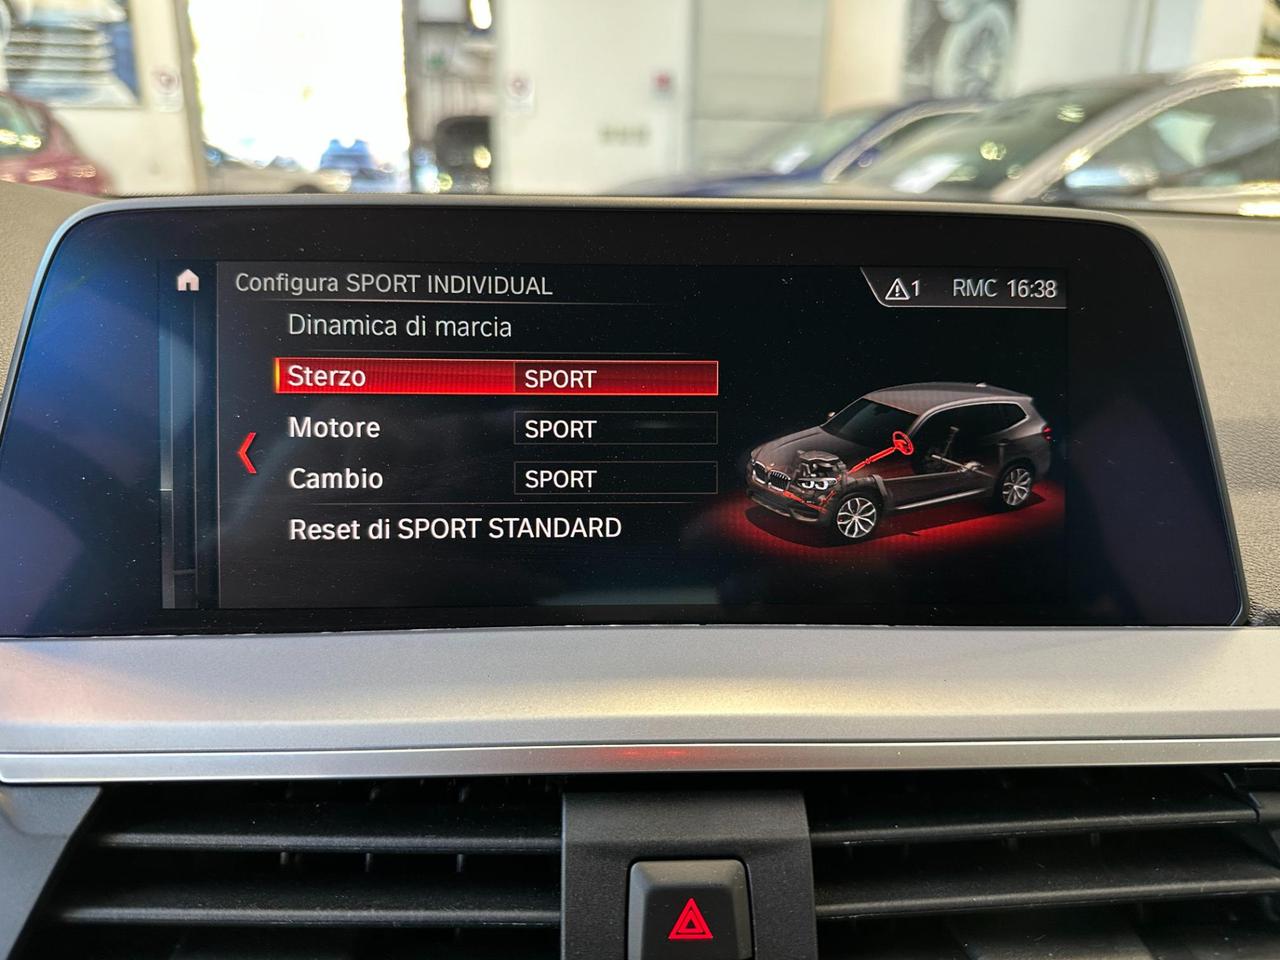 Configura SPORT INDIVIDUAL
1 RMC 16:38
Dinamica di marcia
Sterzo SPORT
Motore SPORT
Cambio SPORT
Reset di SPORT STANDARD